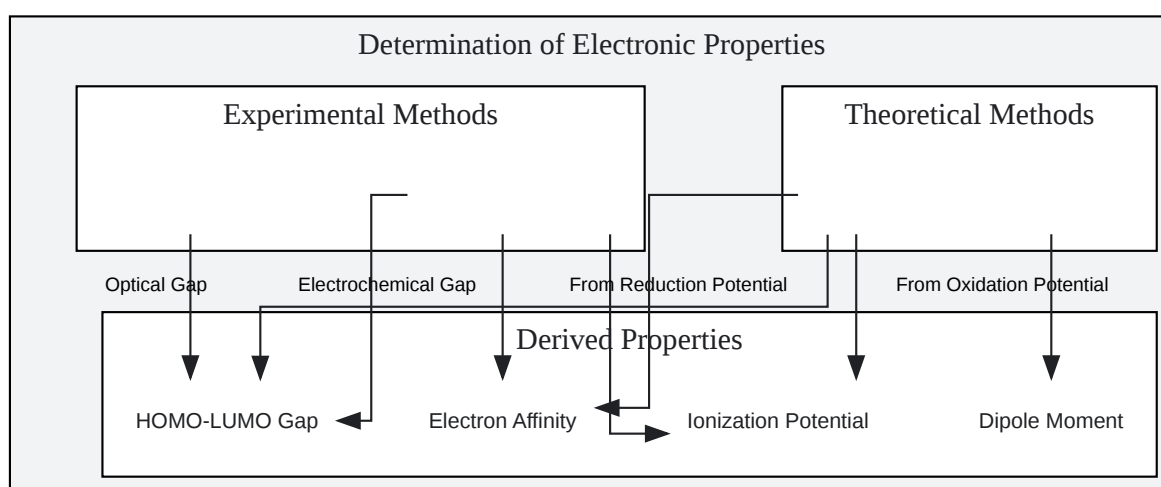 Determination of Electronic Properties
Experimental Methods
Theoretical Methods
Optical Gap
Electrochemical Gap
From Reduction Potential
From Oxidation Potential
Derived Properties
HOMO-LUMO Gap
Electron Affinity
Ionization Potential
Dipole Moment